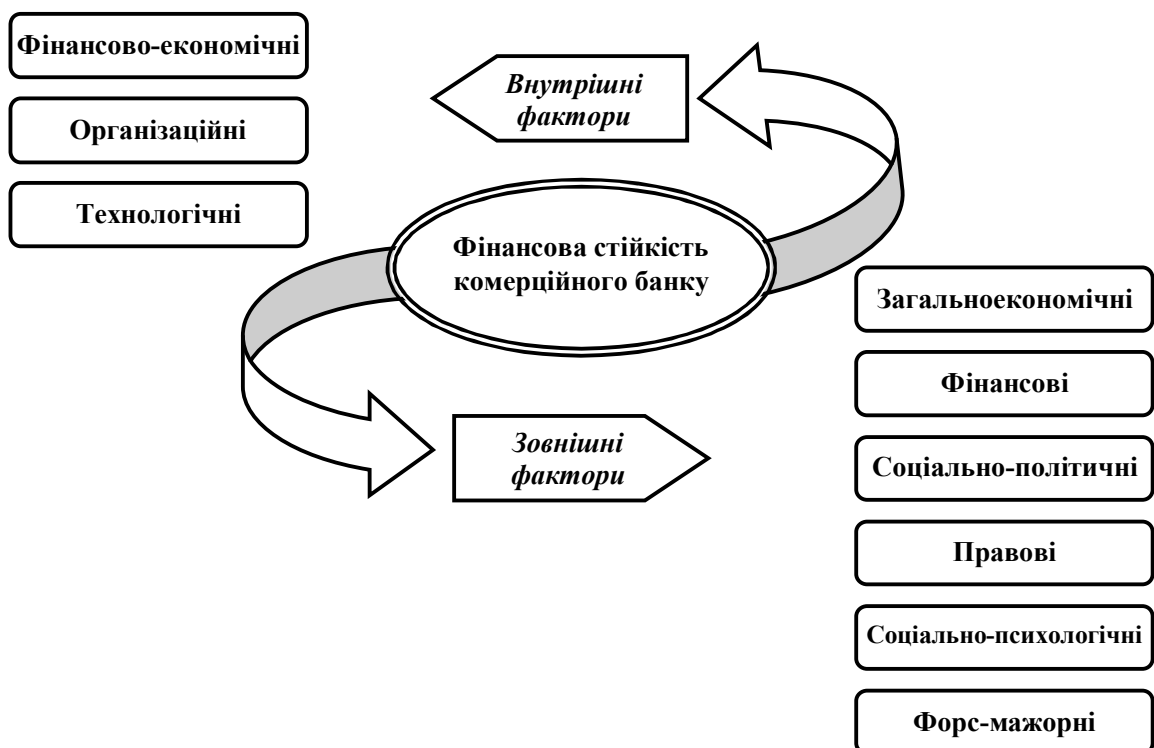 Фінансово-економічні
Організаційні
Технологічні
Внутрішні
фактори
Фінансова стійкість
комерційного банку
Зовнішні
фактори
Загальноекономічні
Фінансові
Соціально-політичні
Правові
Соціально-психологічні
Форс-мажорні